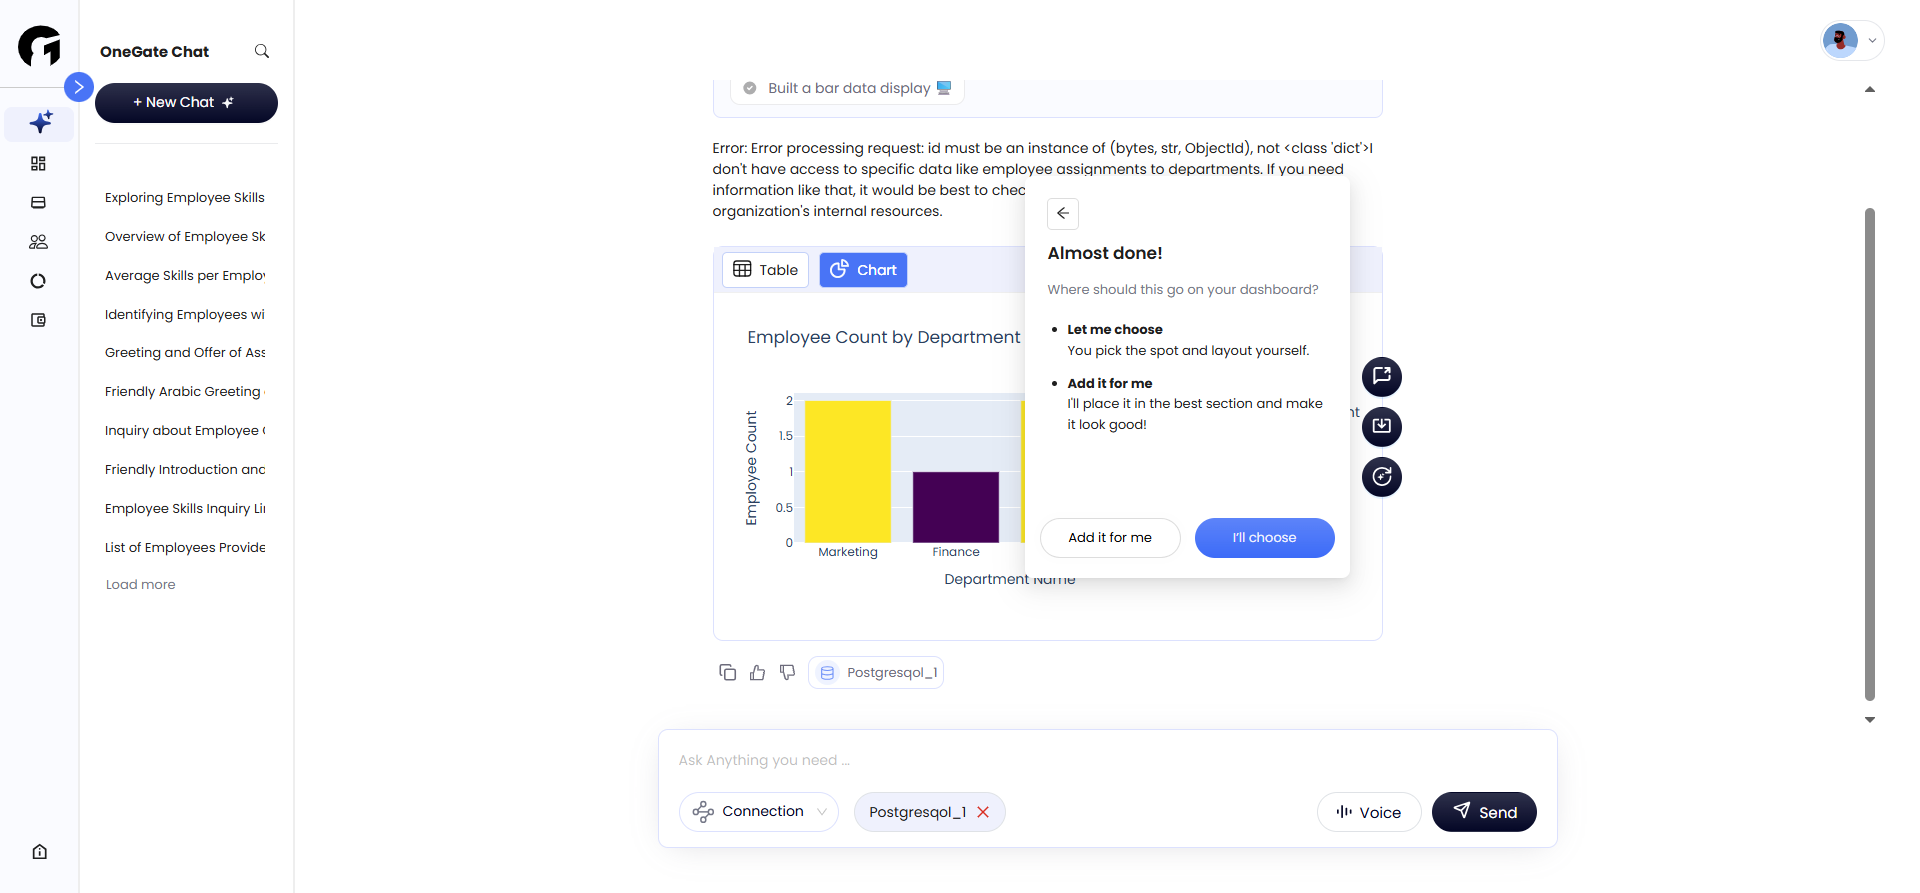 OneGate Chat
+ New Chat
Exploring Employee Skills
Overview of Employee Sk
Average Skills per Employ
Identifying Employees wi
Greeting and Offer of Ass
Friendly Arabic Greeting
Inquiry about Employee
Friendly Introduction and
Employee Skills Inquiry Li
List of Employees Provide
Load more
Built a bar data display
Error: Error processing request: id must be an instance of (bytes, str, ObjectId), not <class 'dict'>I
don't have access to specific data like employee assignments to departments. If you need
information like that, it would be best to chec
organization's internal resources.
Table
Chart
Employee Count by Department
Employee Count
2
1.5
1
0.5
0
Marketing
Finance
Department Name
nt
Almost done!
Where should this go on your dashboard?
Let me choose
You pick the spot and layout yourself.
Add it for me
I'll place it in the best section and make
it look good!
Add it for me
I'll choose
Postgresqol_1
Ask Anything you need ...
Connection
Postgresqol_1
Voice
Send